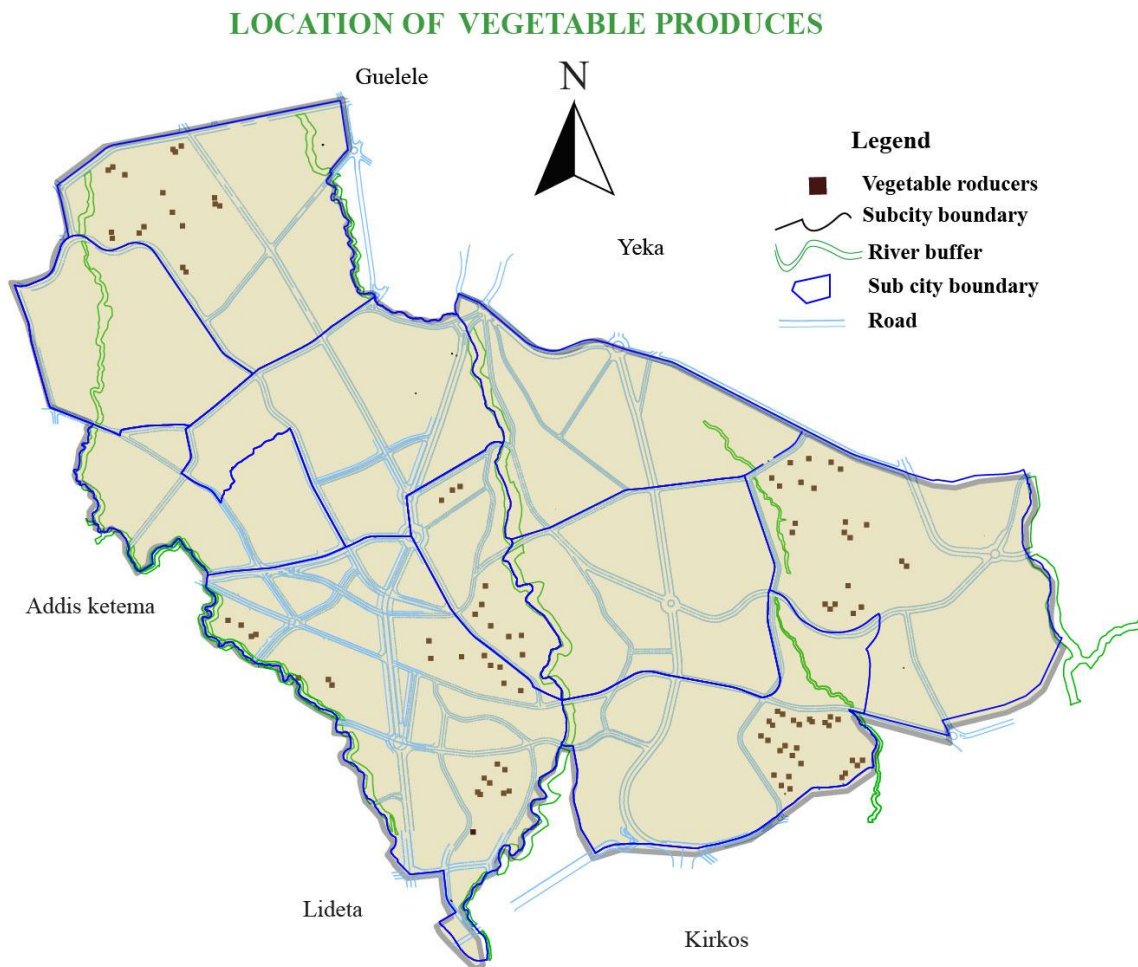 LOCATION OF VEGETABLE PRODUCES
Guelele
N
Legend
Vegetable roducers
Subcity boundary
Yeka
River buffer
Sub city boundary
Road
Addis ketema
Lideta
Kirkos